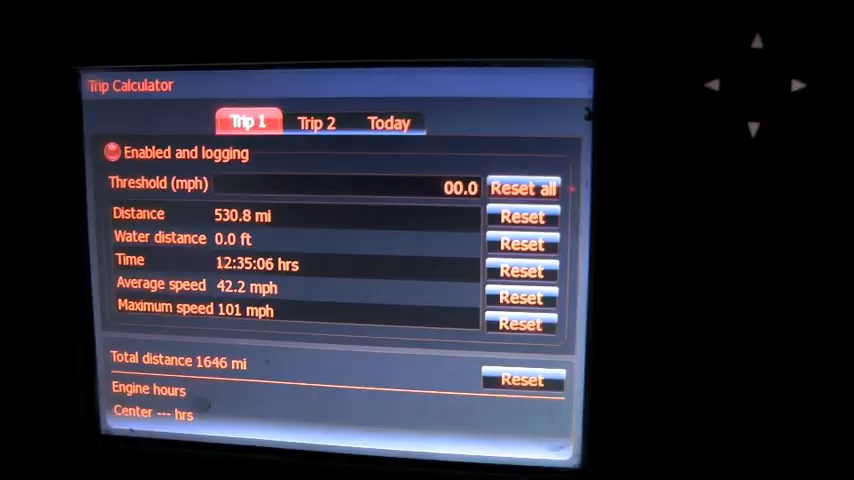 Trip Calculator
Trip 1 Trip 2 Today
Enabled and logging
Threshold (mph) 00.0 Reset all
Distance 530.8 mi Reset
Water distance 0.0 ft Reset
Time 12:35:06 hrs Reset
Average speed 42.2 mph Reset
Maximum speed 101 mph Reset
Total distance 1646 mi Reset
Engine hours
Center --- hrs